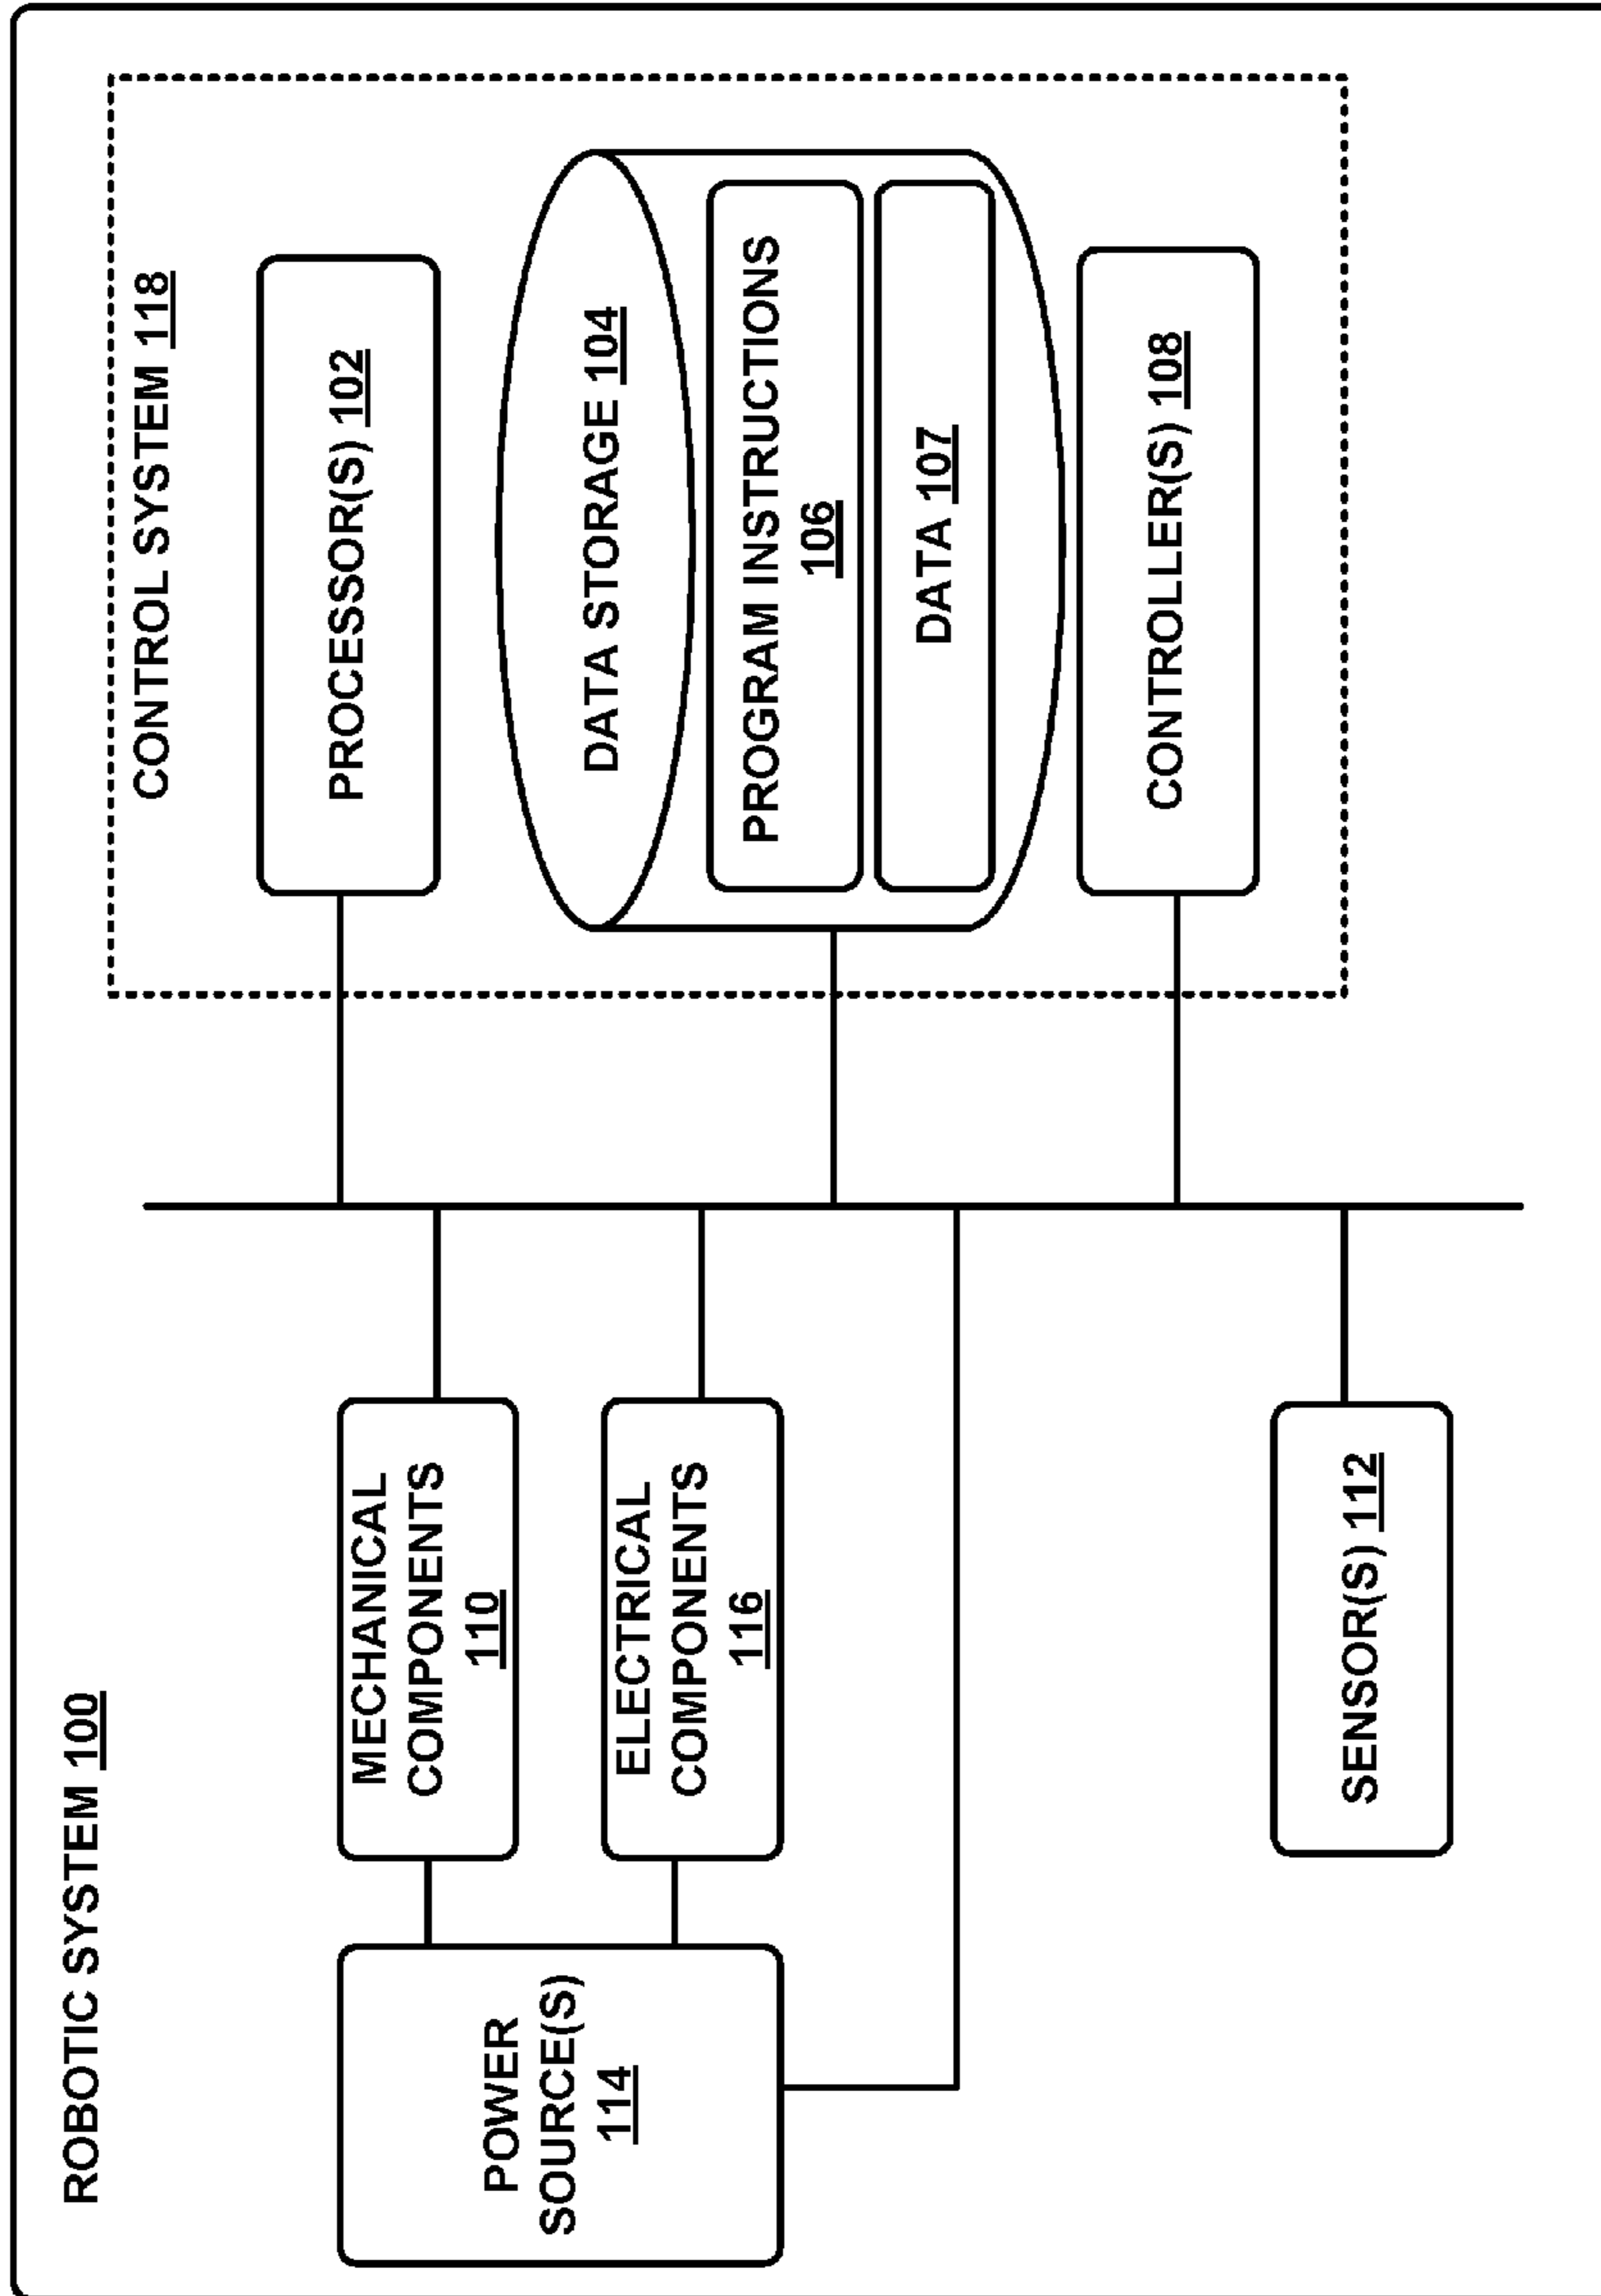 ROBOTIC SYSTEM 100
CONTROL SYSTEM 118
PROCESSOR(S) 102
DATA STORAGE 104
PROGRAM INSTRUCTIONS
106
DATA 107
CONTROLLER(S) 108
POWER
SOURCE(S)
114
MECHANICAL
COMPONENTS
110
ELECTRICAL
COMPONENTS
116
SENSOR(S) 112